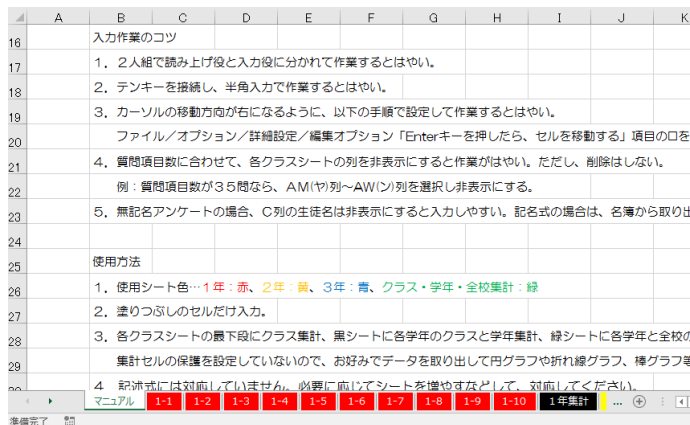 A B C D E F G H I J K
16 入力作業のコツ
17 １．２人組で読み上げ役と入力役に分かれて作業するとはやい。
18 ２．テンキーを接続し、半角入力で作業するとはやい。
19 ３．カーソルの移動方向が右になるように、以下の手順で設定して作業するとはやい。
20 ファイル／オプション／詳細設定／編集オプション「Enterキーを押したら、セルを移動する」項目の口を
21 ４．質問項目数に合わせて、各クラスシートの列を非表示にすると作業がはやい。ただし、削除はしない。
22 例：質問項目数が３５問なら、ＡＭ(ヤ)列～ＡＷ(ン)列を選択し非表示にする。
23 ５．無記名アンケートの場合、Ｃ列の生徒名は非表示にすると入力しやすい。記名式の場合は、名簿から取り出
24
25 使用方法
26 １．使用シート色…１年：赤、２年：黄、３年：青、クラス・学年・全校集計：緑
27 ２．塗りつぶしのセルだけ入力。
28 ３．各クラスシートの最下段にクラス集計、黒シートに各学年のクラスと学年集計、緑シートに各学年と全校の
29 集計セルの保護を設定していないので、お好みでデータを取り出して円グラフや折れ線グラフ、棒グラフ等
４．記述式には対応していません。必要に応じてシートを増やすなどして、対応してください。
マニュアル 1-1 1-2 1-3 1-4 1-5 1-6 1-7 1-8 1-9 1-10 １年集計 ...
準備完了